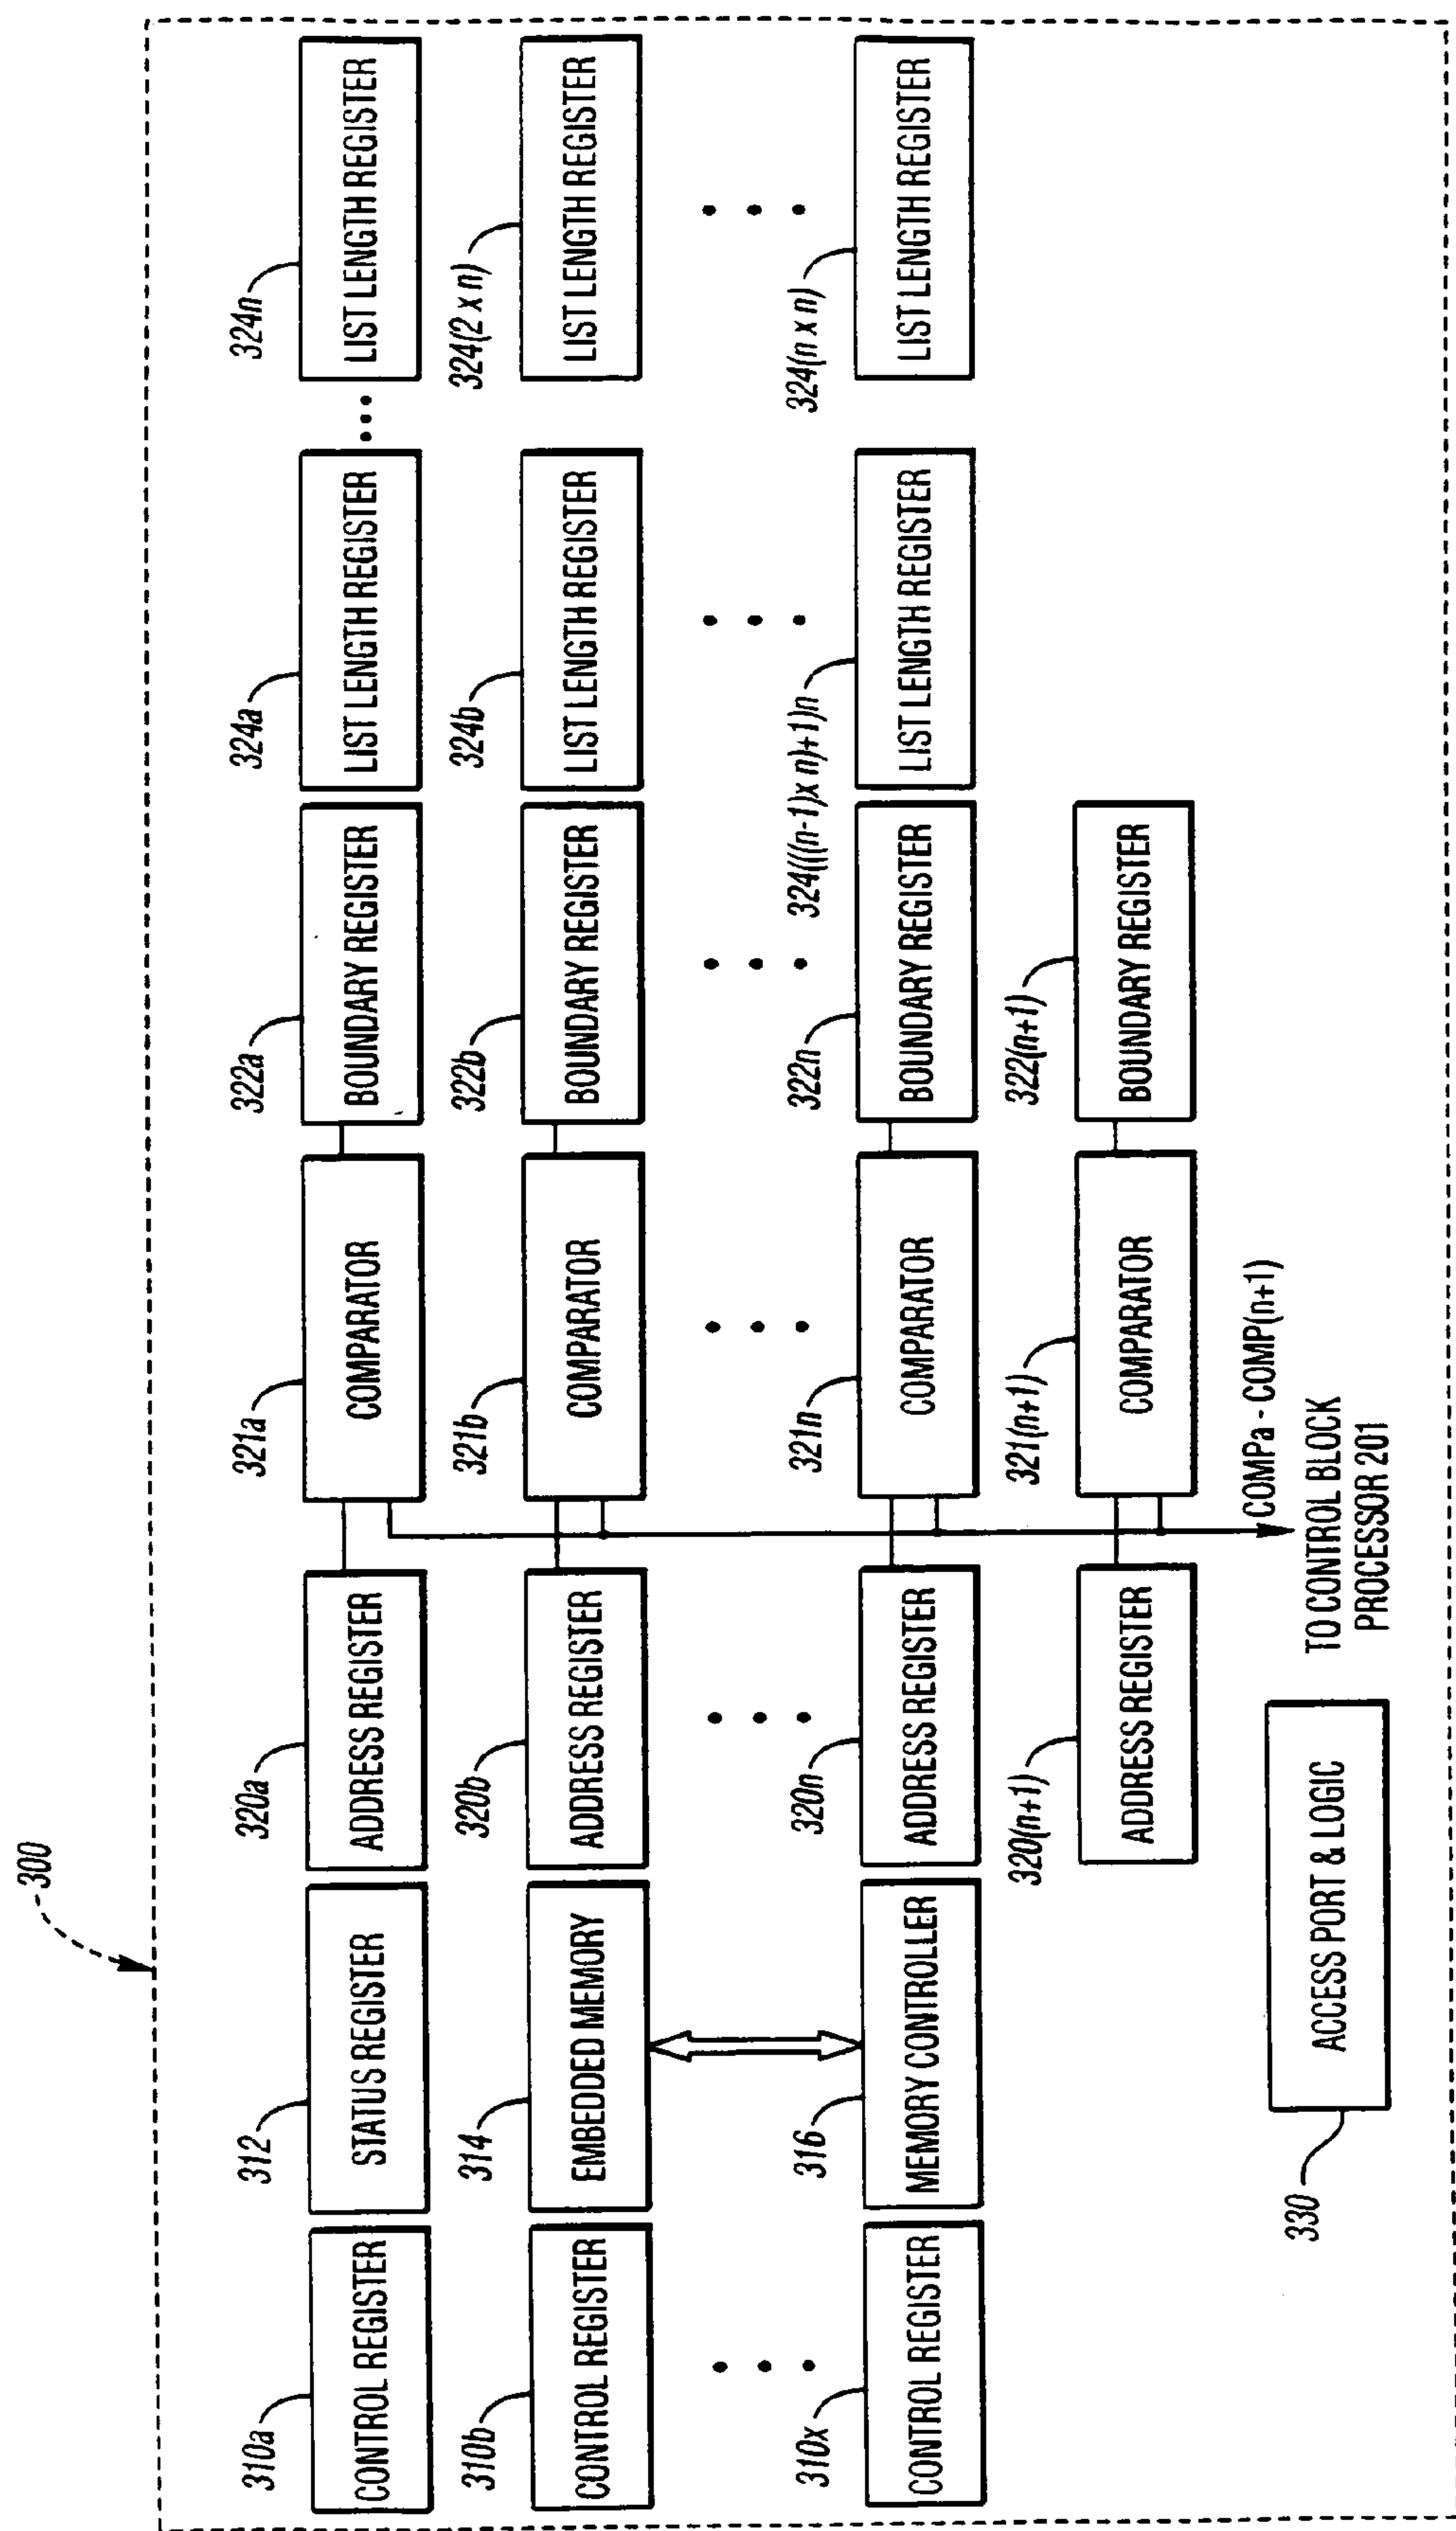 300
310a
CONTROL REGISTER
312
STATUS REGISTER
320a
ADDRESS REGISTER
321a
COMPARATOR
322a
BOUNDARY REGISTER
324a
LIST LENGTH REGISTER
324n
LIST LENGTH REGISTER
310b
CONTROL REGISTER
314
EMBEDDED MEMORY
320b
ADDRESS REGISTER
321b
COMPARATOR
322b
BOUNDARY REGISTER
324b
LIST LENGTH REGISTER
324(2 x n)
LIST LENGTH REGISTER
310x
CONTROL REGISTER
316
MEMORY CONTROLLER
320n
ADDRESS REGISTER
321n
COMPARATOR
322n
BOUNDARY REGISTER
324(((n-1)x n)+1)n
LIST LENGTH REGISTER
324(n x n)
LIST LENGTH REGISTER
320(n+1)
ADDRESS REGISTER
321(n+1)
COMPARATOR
322(n+1)
BOUNDARY REGISTER
COMPa - COMP(n+1)
TO CONTROL BLOCK
PROCESSOR 201
330
ACCESS PORT & LOGIC